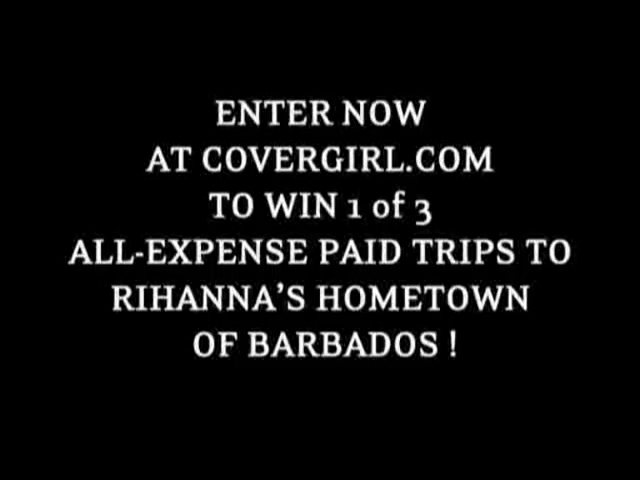 ENTER NOW
AT COVERGIRL.COM
TO WIN 1 of 3
ALL-EXPENSE PAID TRIPS TO
RIHANNA'S HOMETOWN
OF BARBADOS !